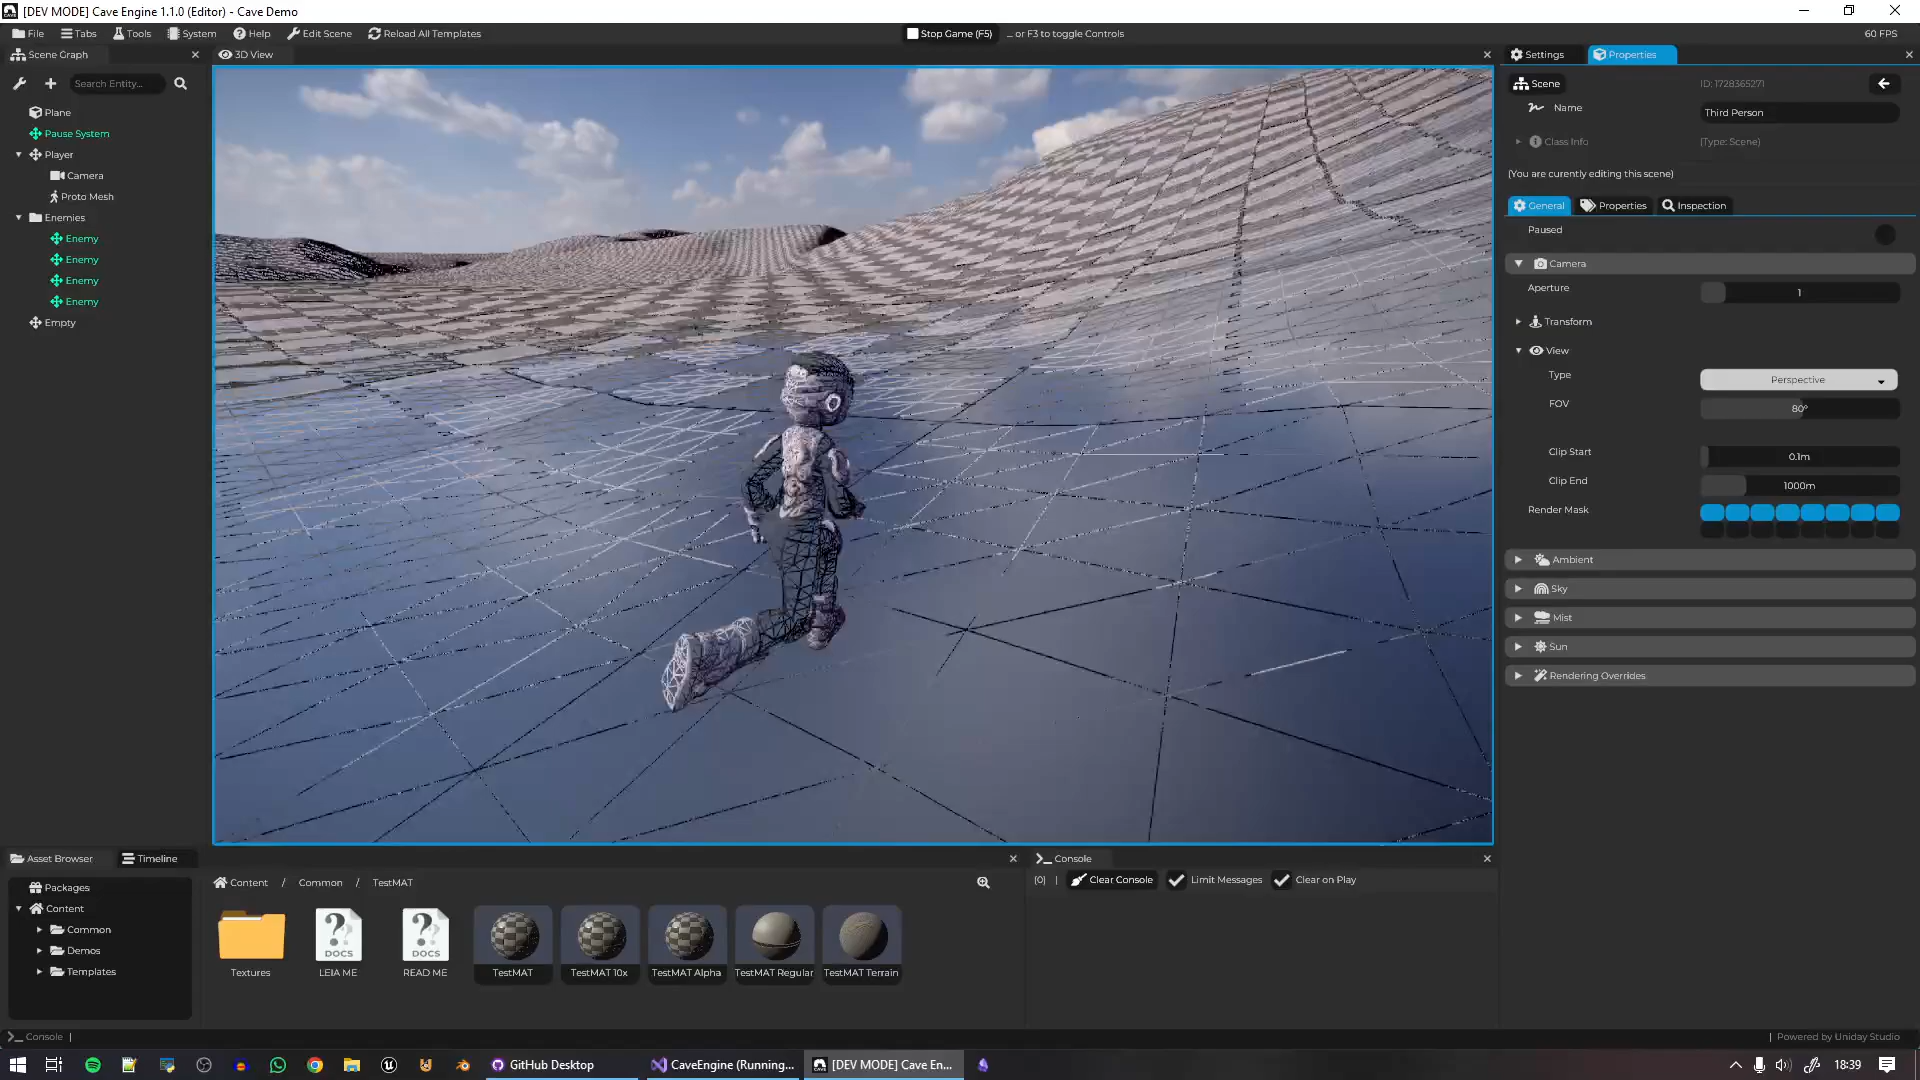 [DEV MODE] Cave Engine 1.1.0 (Editor) - Cave Demo
File Tabs Tools System Help Edit Scene Reload All Templates
Stop Game (F5) ... or F3 to toggle Controls
60 FPS
Scene Graph
Search Entity...
Plane
Pause System
Player
Camera
Proto Mesh
Enemies
Enemy
Enemy
Enemy
Enemy
Empty
3D View
Settings Properties
Scene ID: 1728365271
Name Third Person
Class Info (Type: Scene)
(You are currently editing this scene)
General Properties Inspection
Paused
Camera
Aperture 1
Transform
View
Type Perspective
FOV 80°
Clip Start 0.1m
Clip End 1000m
Render Mask
Ambient
Sky
Mist
Sun
Rendering Overrides
Asset Browser Timeline
Packages
Content
Common
Demos
Templates
Content / Common / TestMAT
DOCS DOCS
Textures LEIA ME READ ME TestMAT TestMAT 10x TestMAT Alpha TestMAT Regular TestMAT Terrain
Console
[0] | Clear Console Limit Messages Clear on Play
Console |
| Powered by Uniday Studio
GitHub Desktop CaveEngine (Running... [DEV MODE] Cave En...
18:39